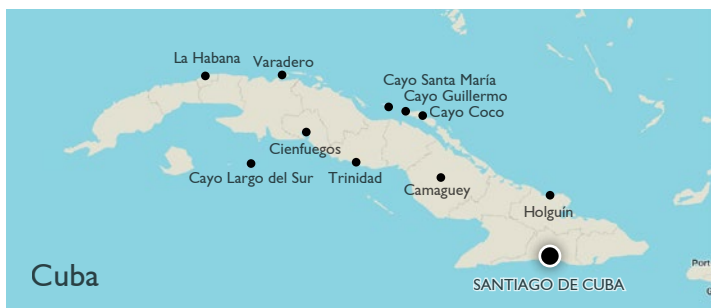 La Habana
Varadero
Cayo Santa María
Cayo Guillermo
Cayo Coco
Cienfuegos
Cayo Largo del Sur
Trinidad
Camaguey
Holguín
Cuba
SANTIAGO DE CUBA
Port